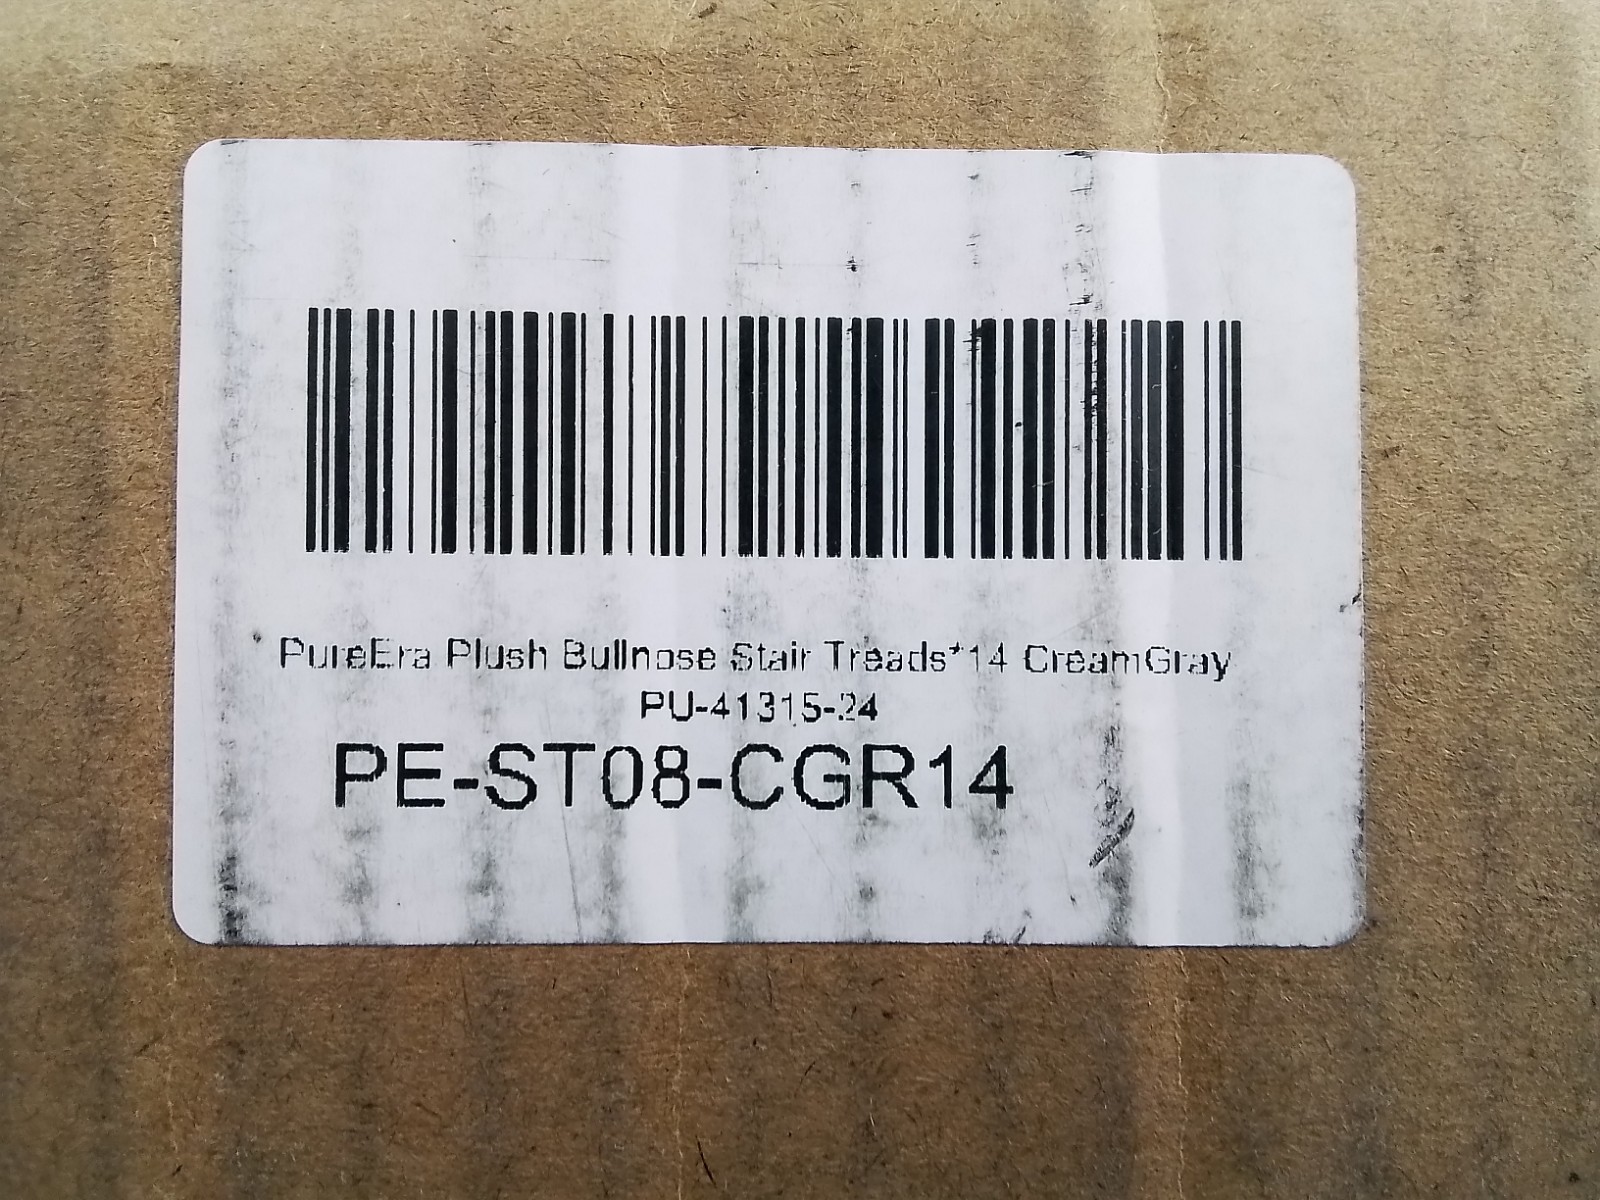 PureEra Plush Bullnose Stair Treads*14 CreamGray
PU-41315-24
PE-ST08-CGR14